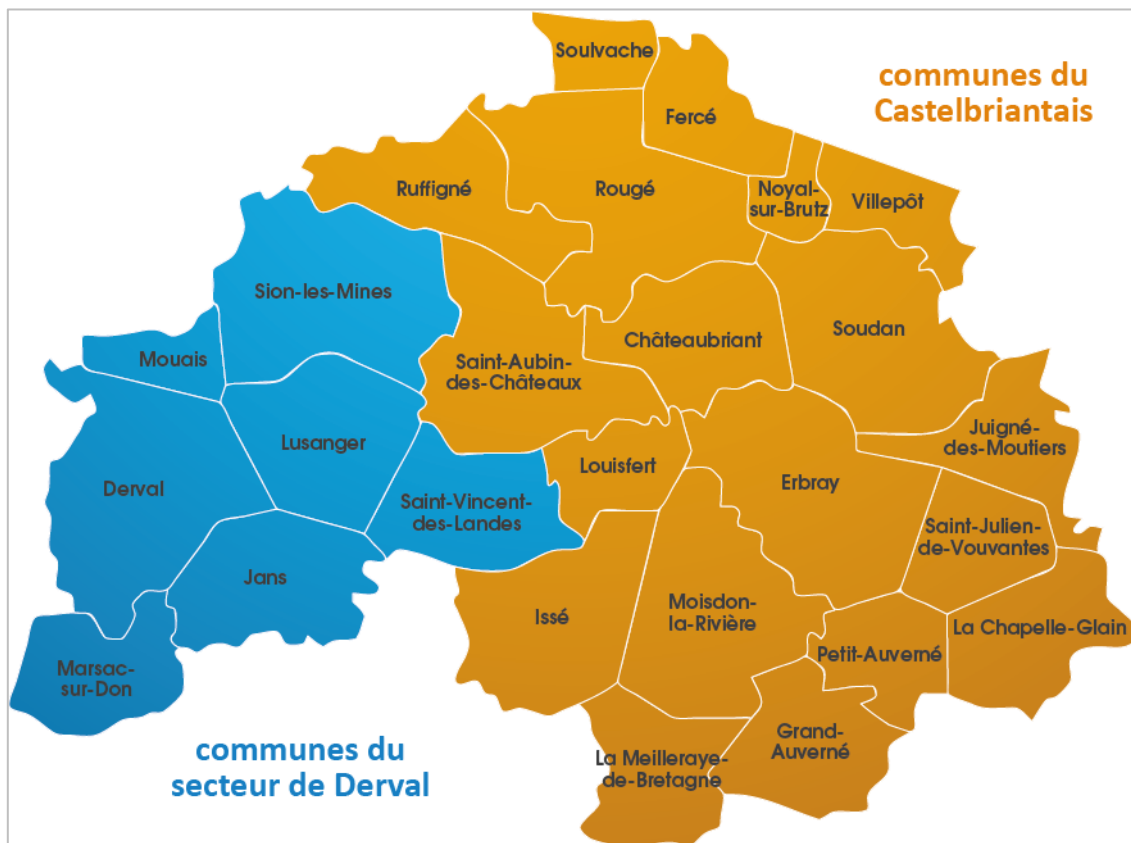 Soulvache
communes du
Castelbriantais
Fercé
Ruffigné
Rougé
Noyal-
sur-Brutz
Villepôt
Sion-les-Mines
Soudan
Châteaubriant
Mouais
Saint-Aubin-
des-Châteaux
Juigné-
des-Moutiers
Lusanger
Louisfert
Erbray
Derval
Saint-Vincent-
des-Landes
Saint-Julien-
de-Vouvantes
Jans
Issé
Moisdon-
la-Rivière
La Chapelle-Glain
Petit-Auverné
Marsac-
sur-Don
Grand-
Auverné
communes du
secteur de Derval
La Meilleraye-
de-Bretagne